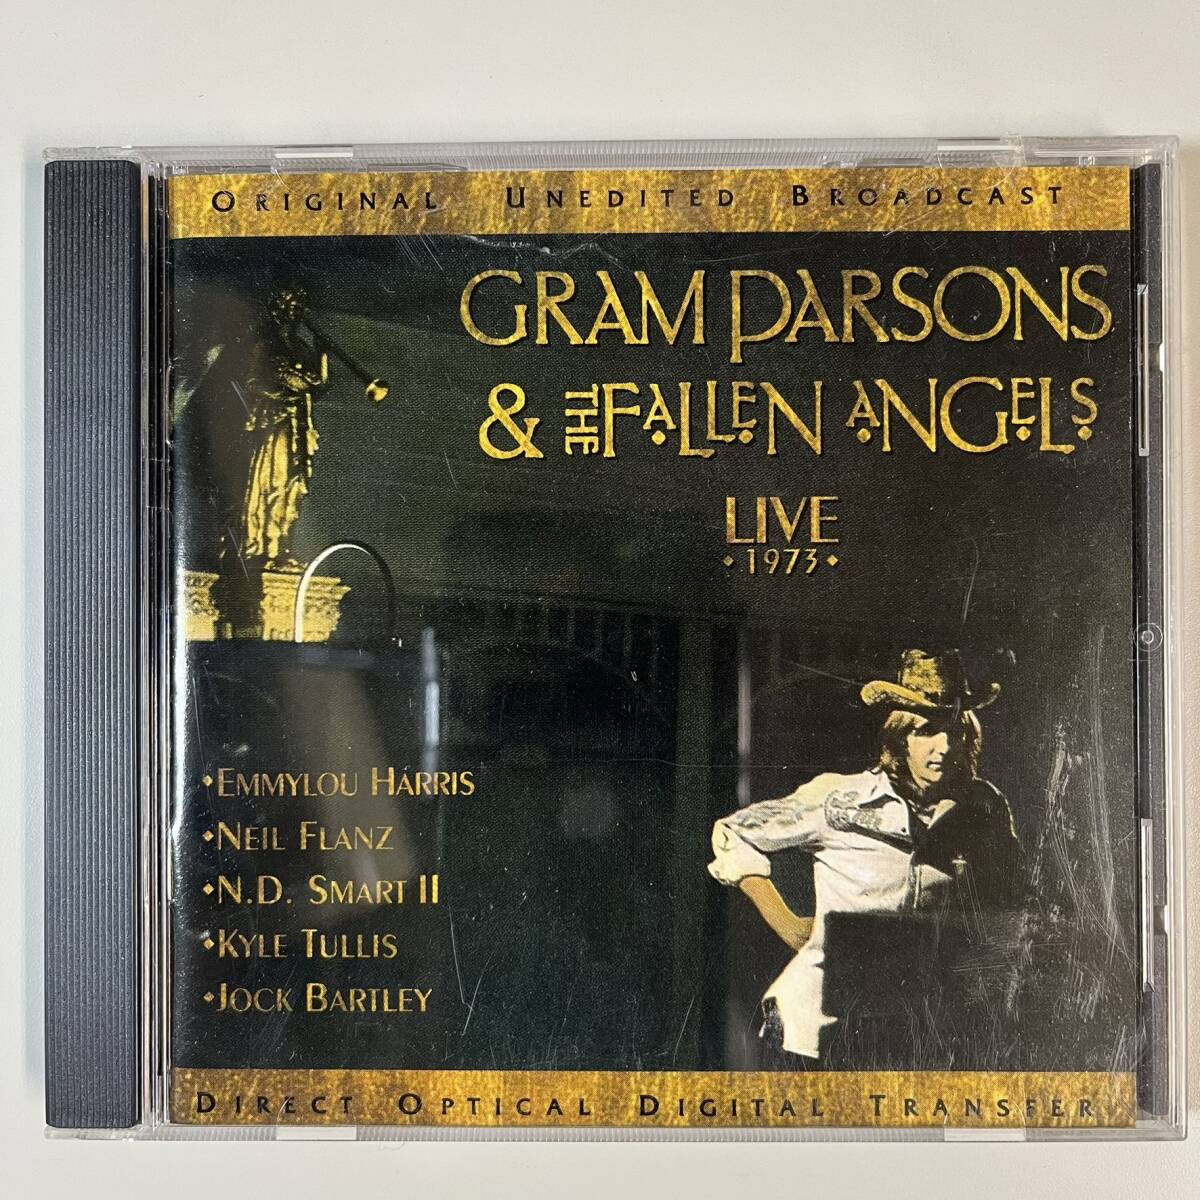 ORIGINAL UNEDITED BROADCAST
GRAM PARSONS
& THE FALLEN ANGELS
LIVE
•1973•
•EMMYLOU HARRIS
•NEIL FLANZ
•N.D. SMART II
•KYLE TULLIS
•JOCK BARTLEY
DIRECT OPTICAL DIGITAL TRANSFER